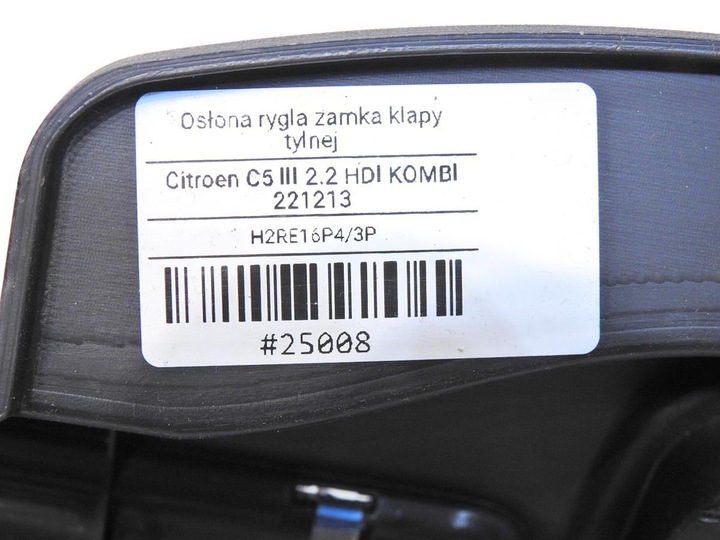 Osłona rygla zamka klapy
tylnej
Citroen C5 III 2.2 HDI KOMBI
221213
H2RE16P4/3P
#25008